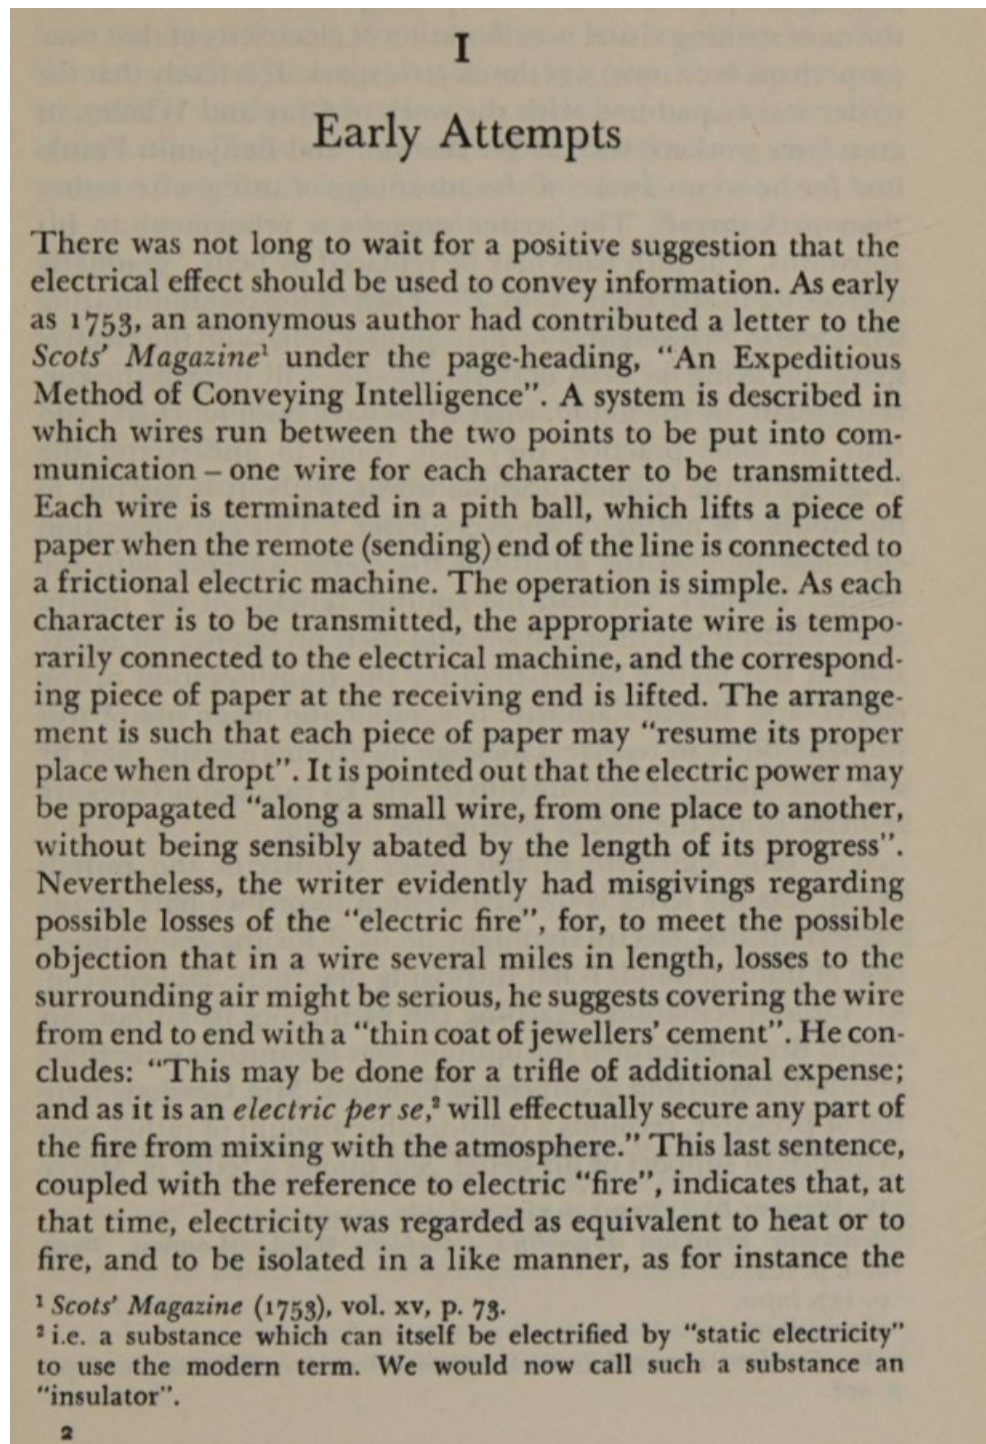 I
Early Attempts
There was not long to wait for a positive suggestion that the
electrical effect should be used to convey information. As early
as 1753, an anonymous author had contributed a letter to the
Scots’ Magazine¹ under the page-heading, “An Expeditious
Method of Conveying Intelligence”. A system is described in
which wires run between the two points to be put into com-
munication – one wire for each character to be transmitted.
Each wire is terminated in a pith ball, which lifts a piece of
paper when the remote (sending) end of the line is connected to
a frictional electric machine. The operation is simple. As each
character is to be transmitted, the appropriate wire is tempo-
rarily connected to the electrical machine, and the correspond-
ing piece of paper at the receiving end is lifted. The arrange-
ment is such that each piece of paper may “resume its proper
place when dropt”. It is pointed out that the electric power may
be propagated “along a small wire, from one place to another,
without being sensibly abated by the length of its progress”.
Nevertheless, the writer evidently had misgivings regarding
possible losses of the “electric fire”, for, to meet the possible
objection that in a wire several miles in length, losses to the
surrounding air might be serious, he suggests covering the wire
from end to end with a “thin coat of jewellers’ cement”. He con-
cludes: “This may be done for a trifle of additional expense;
and as it is an electric per se,² will effectually secure any part of
the fire from mixing with the atmosphere.” This last sentence,
coupled with the reference to electric “fire”, indicates that, at
that time, electricity was regarded as equivalent to heat or to
fire, and to be isolated in a like manner, as for instance the
¹ Scots’ Magazine (1753), vol. xv, p. 73.
² i.e. a substance which can itself be electrified by “static electricity”
to use the modern term. We would now call such a substance an
“insulator”.
2